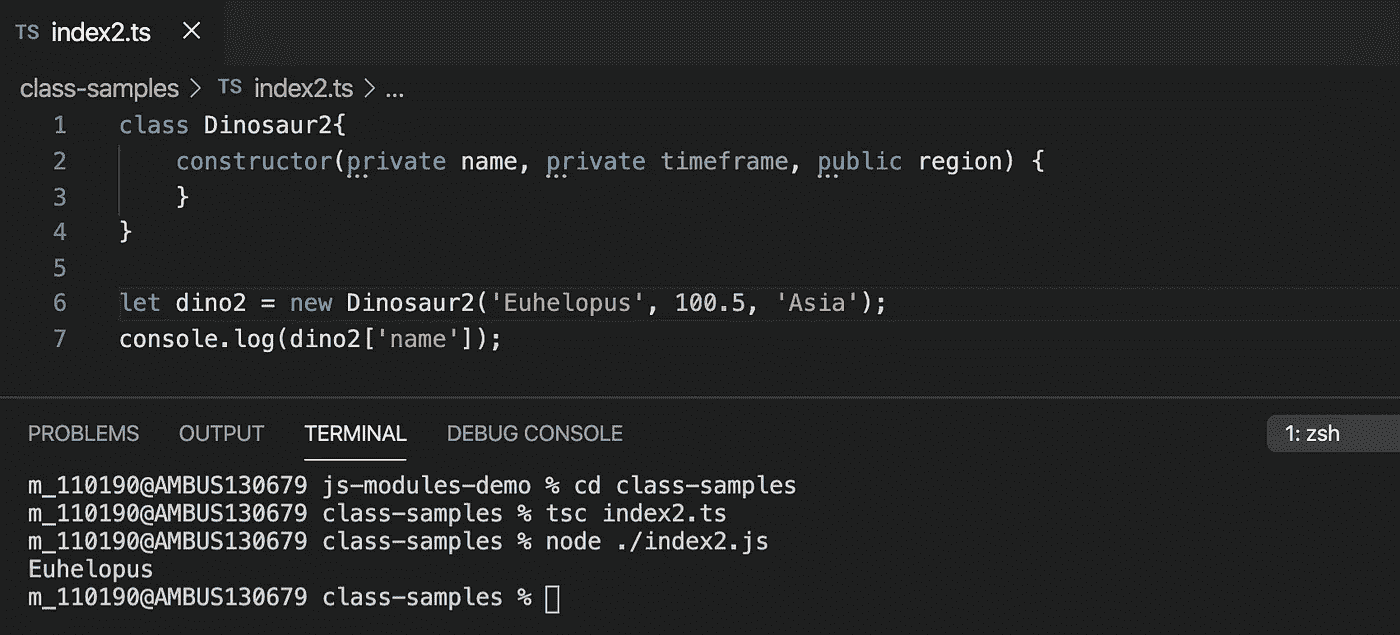 TS index2.ts ×
class-samples > TS index2.ts > ...
1 class Dinosaur2{
2     constructor(private name, private timeframe, public region) {
3     }
4 }
5
6 let dino2 = new Dinosaur2('Euhelopus', 100.5, 'Asia');
7 console.log(dino2['name']);
PROBLEMS OUTPUT TERMINAL DEBUG CONSOLE 1: zsh
m_110190@AMBUS130679 js-modules-demo % cd class-samples
m_110190@AMBUS130679 class-samples % tsc index2.ts
m_110190@AMBUS130679 class-samples % node ./index2.js
Euhelopus
m_110190@AMBUS130679 class-samples %